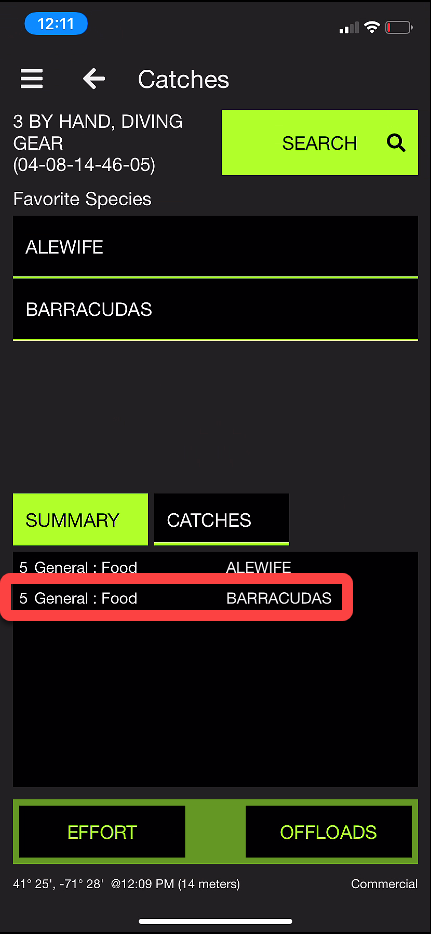 12:11
Catches
3 BY HAND, DIVING
GEAR
(04-08-14-46-05)
SEARCH
Favorite Species
ALEWIFE
BARRACUDAS
SUMMARY
CATCHES
5 General : Food ALEWIFE
5 General : Food BARRACUDAS
EFFORT
OFFLOADS
41° 25', -71° 28' @12:09 PM (14 meters)
Commercial